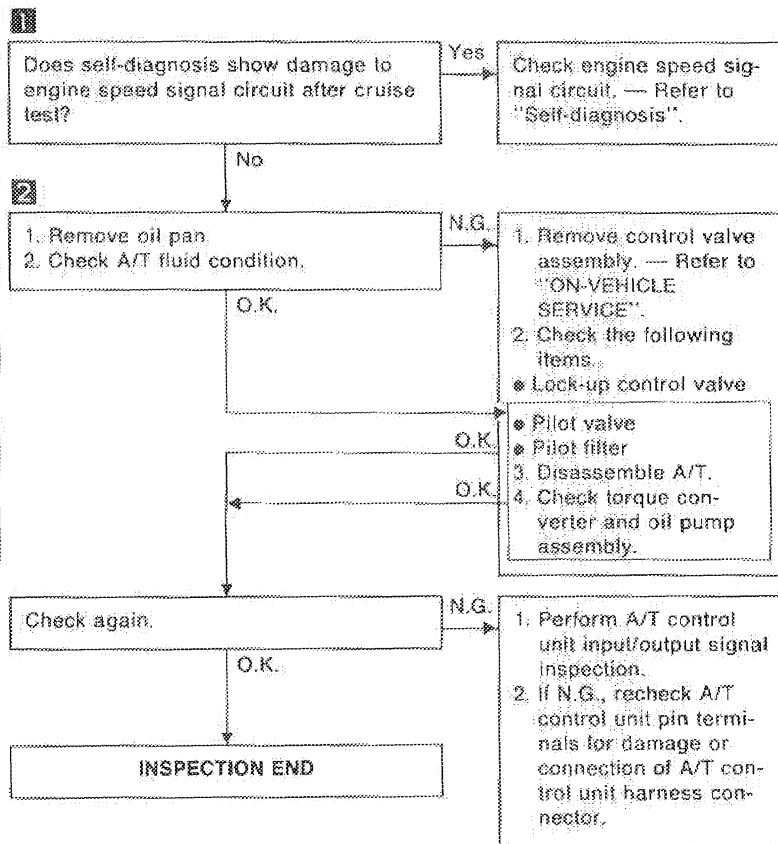 1
Does self-diagnosis show damage to
engine speed signal circuit after cruise
test?
Yes
Check engine speed sig-
nal circuit. — Refer to
"Self-diagnosis".
No
2
1. Remove oil pan
2. Check A/T fluid condition.
N.G.
1. Remove control valve
assembly. — Refer to
"ON-VEHICLE
SERVICE".
2. Check the following
items.
• Lock-up control valve
O.K.
• Pilot valve
• Pilot filter
3. Disassemble A/T.
4. Check torque con-
verter and oil pump
assembly.
O.K.
O.K.
Check again.
N.G.
1. Perform A/T control
unit input/output signal
inspection.
2. If N.G., recheck A/T
control unit pin termi-
nals for damage or
connection of A/T con-
trol unit harness con-
nector.
O.K.
INSPECTION END